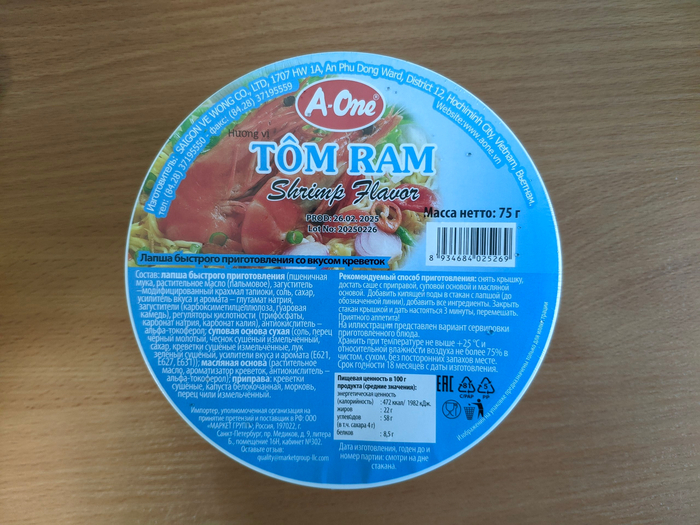 Изготовитель: SAIGON VE WONG CO., LTD, 1707 HW 1A, An Phu Dong Ward, District 12, Hochiminh City, Vietnam, Вьетнам.
тел: (84.28) 37195550 - факс: (84.28) 37195559
Website:www.aone.vn
A-One®
Hương vị
TÔM RAM
Shrimp Flavor
PROD: 26.02.2025
Lot No: 20250226
Масса нетто: 75 г
8 934684 025269
Лапша быстрого приготовления со вкусом креветок
Состав: лапша быстрого приготовления (пшеничная
мука, растительное масло (пальмовое), загуститель
–модифицированный крахмал тапиоки, соль, сахар,
усилитель вкуса и аромата – глутамат натрия,
загустители (карбоксиметилцеллюлоза, гуаровая
камедь), регуляторы кислотности (трифосфаты,
карбонат натрия, карбонат калия), антиокислитель –
альфа-токоферол; суповая основа сухая (соль, перец
чёрный молотый, чеснок сушеный измельченный, сахар,
креветки сушеные измельчённые, лук
зелёный сушеный, усилители вкуса и аромата (E621,
E627, E631)); масляная основа (растительное
масло, ароматизатор креветок, антиокислитель –
альфа-токоферол); приправа: креветки
сушеные, капуста белокочанная, морковь,
перец чили измельчённый.
Импортер, уполномоченная организация на
принятие претензий и поставщик в РФ: ООО
«МАРКЕТ ГРУПП», Россия, 197022, г.
Санкт-Петербург, пр. Медиков, д. 9, литера
Б., помещение 16Н, кабинет №302.
Оставьте отзыв:
quality@marketgroup-llc.com
Рекомендуемый способ приготовления: снять крышку,
достать саше с приправой, суповой основой и масляной
основой. Добавить кипящей воды в стакан с лапшой (до
обозначенной линии), добавить все ингредиенты. Закрыть
стакан крышкой и дать настояться 3 минуты, перемешать.
Приятного аппетита!
На иллюстрации представлен вариант сервировки
приготовленного блюда.
Хранить при температуре не выше +25 °C и
относительной влажности воздуха не более 75% в
чистом, сухом, без посторонних запахов месте.
Срок годности 18 месяцев с даты изготовления.
Пищевая ценность в 100 г
продукта (средние значения):
энергетическая ценность
(калорийность) : 472 ккал/ 1982 кДж.
жиров : 22 г
углеводов : 58 г
(в т.ч. сахара 4 г)
белков : 8,5 г
EAC
C/PAP
PP
Дата изготовления, годен до и
номер партии: смотри на дне
стакана.